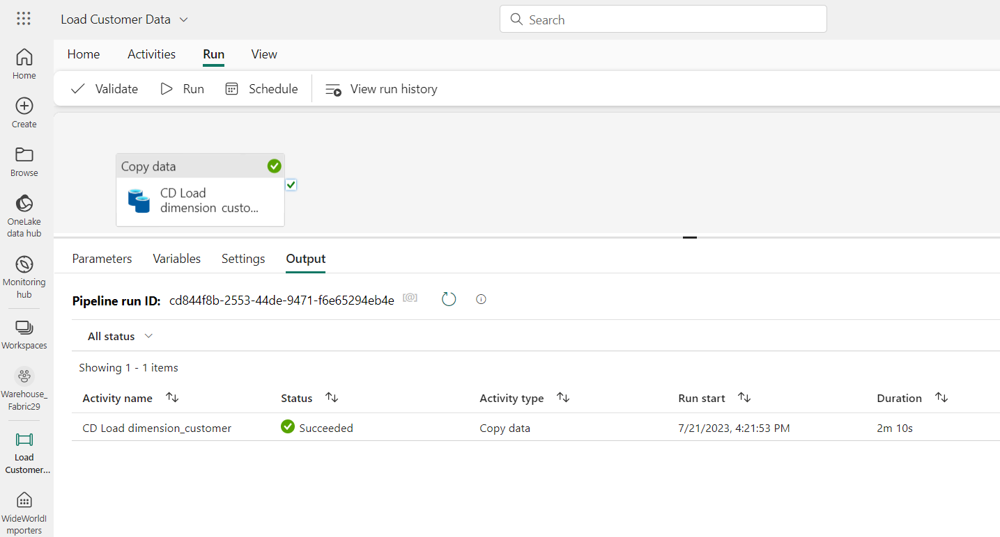 Load Customer Data
Search
Home
Activities
Run
View
Validate
Run
Schedule
View run history
Home
Create
Browse
OneLake
data hub
Monitoring
hub
Workspaces
Warehouse_
Fabric29
Load
Customer...
WideWorldI
mporters
Copy data
CD Load
dimension_custo...
Parameters
Variables
Settings
Output
Pipeline run ID: cd844f8b-2553-44de-9471-f6e65294eb4e [@]
All status
Showing 1 - 1 items
Activity name
Status
Activity type
Run start
Duration
CD Load dimension_customer
Succeeded
Copy data
7/21/2023, 4:21:53 PM
2m 10s